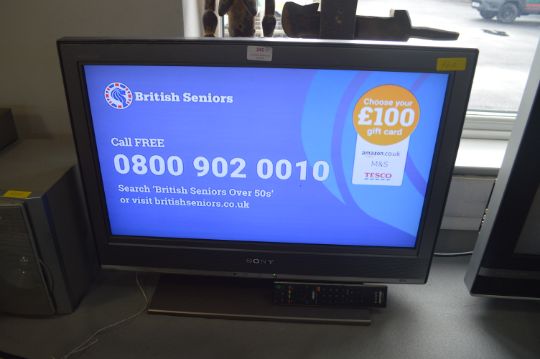 British Seniors
Choose your
£100
gift card
amazon.co.uk
M&S
TESCO
Call FREE
0800 902 0010
Search 'British Seniors Over 50s'
or visit britishseniors.co.uk
SONY